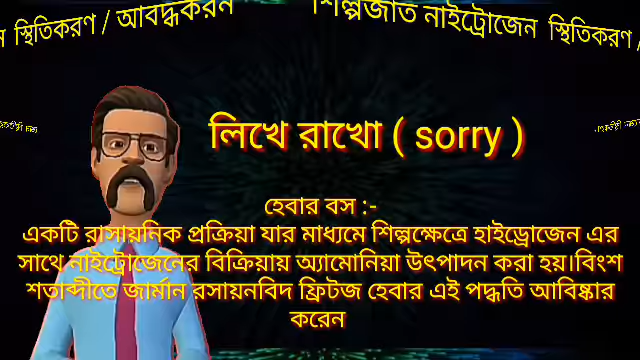 ন স্থিতিকরণ / আবদ্ধকরন
শিল্পজাত নাইট্রোজেন স্থিতিকরণ /
লিখে রাখো ( sorry )
হেবার বস :-
একটি রাসায়নিক প্রক্রিয়া যার মাধ্যমে শিল্পক্ষেত্রে হাইড্রোজেন এর
সাথে নাইট্রোজেনের বিক্রিয়ায় অ্যামোনিয়া উৎপাদন করা হয়।বিংশ
শতাব্দীতে জার্মান রসায়নবিদ ফ্রিটজ হেবার এই পদ্ধতি আবিষ্কার
করেন